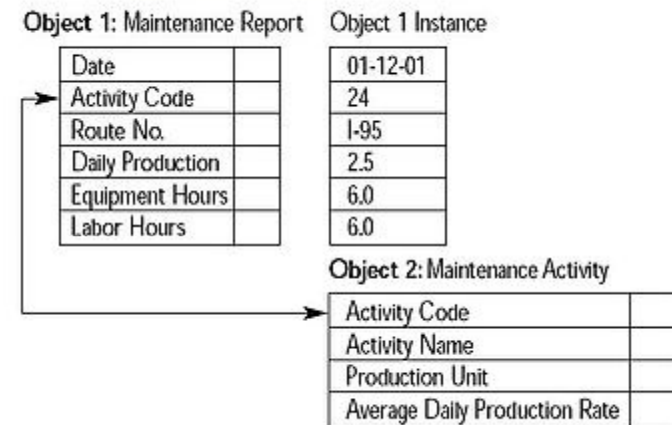 Object 1: Maintenance Report
Object 1 Instance
Date
01-12-01
Activity Code
24
Route No.
I-95
Daily Production
2.5
Equipment Hours
6.0
Labor Hours
6.0
Object 2: Maintenance Activity
Activity Code
Activity Name
Production Unit
Average Daily Production Rate